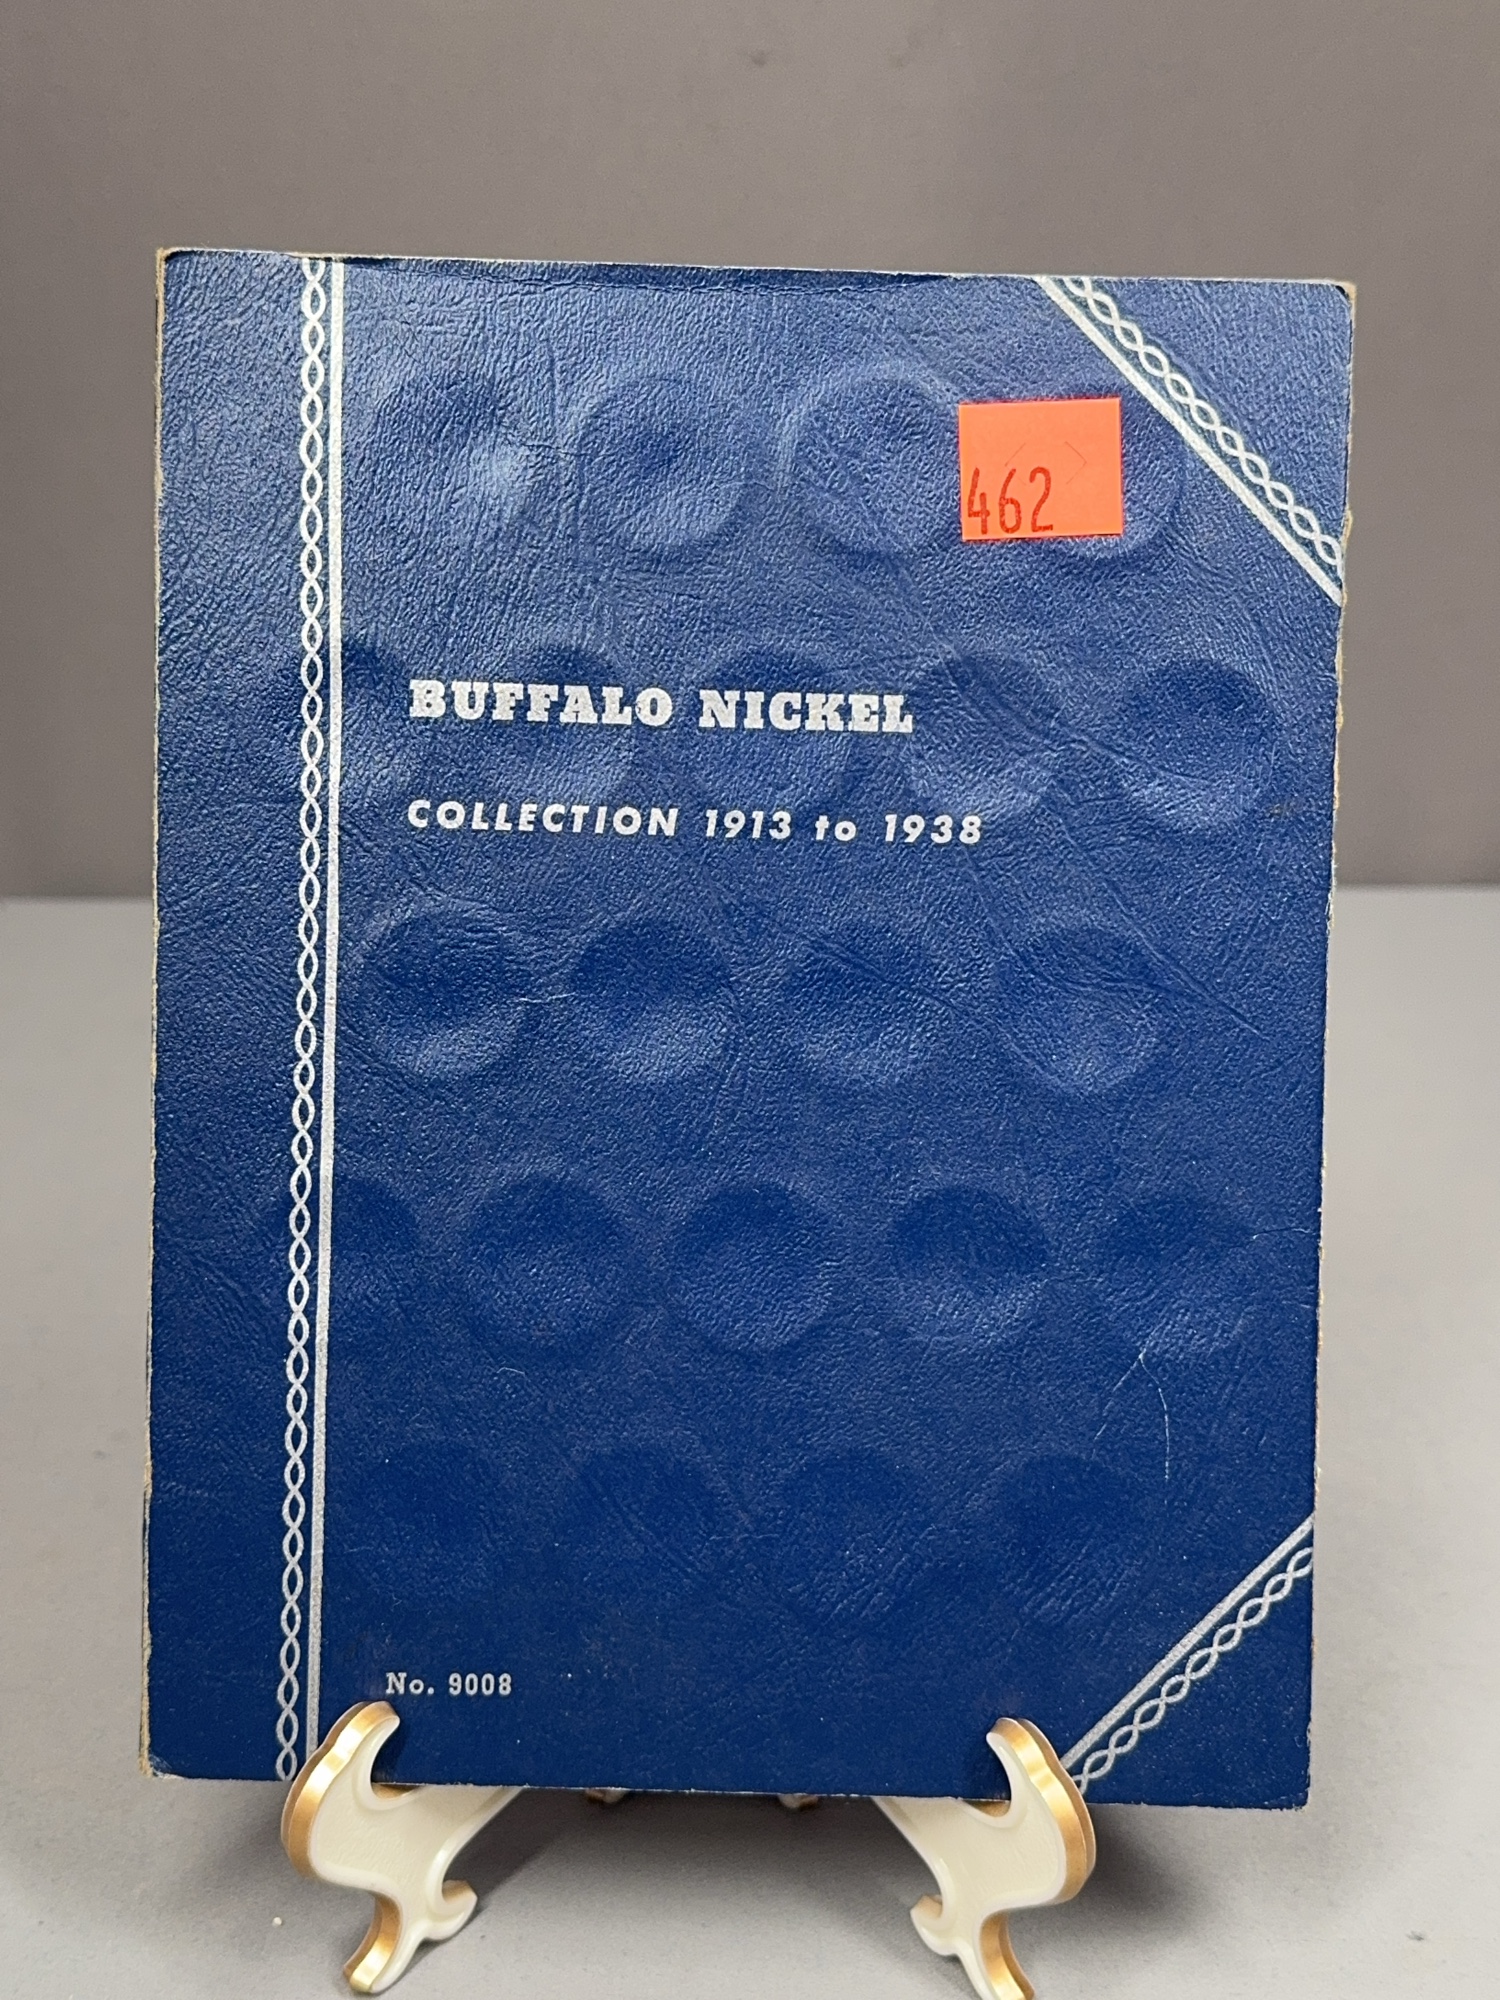 462
BUFFALO NICKEL
COLLECTION 1913 to 1938
No. 9008